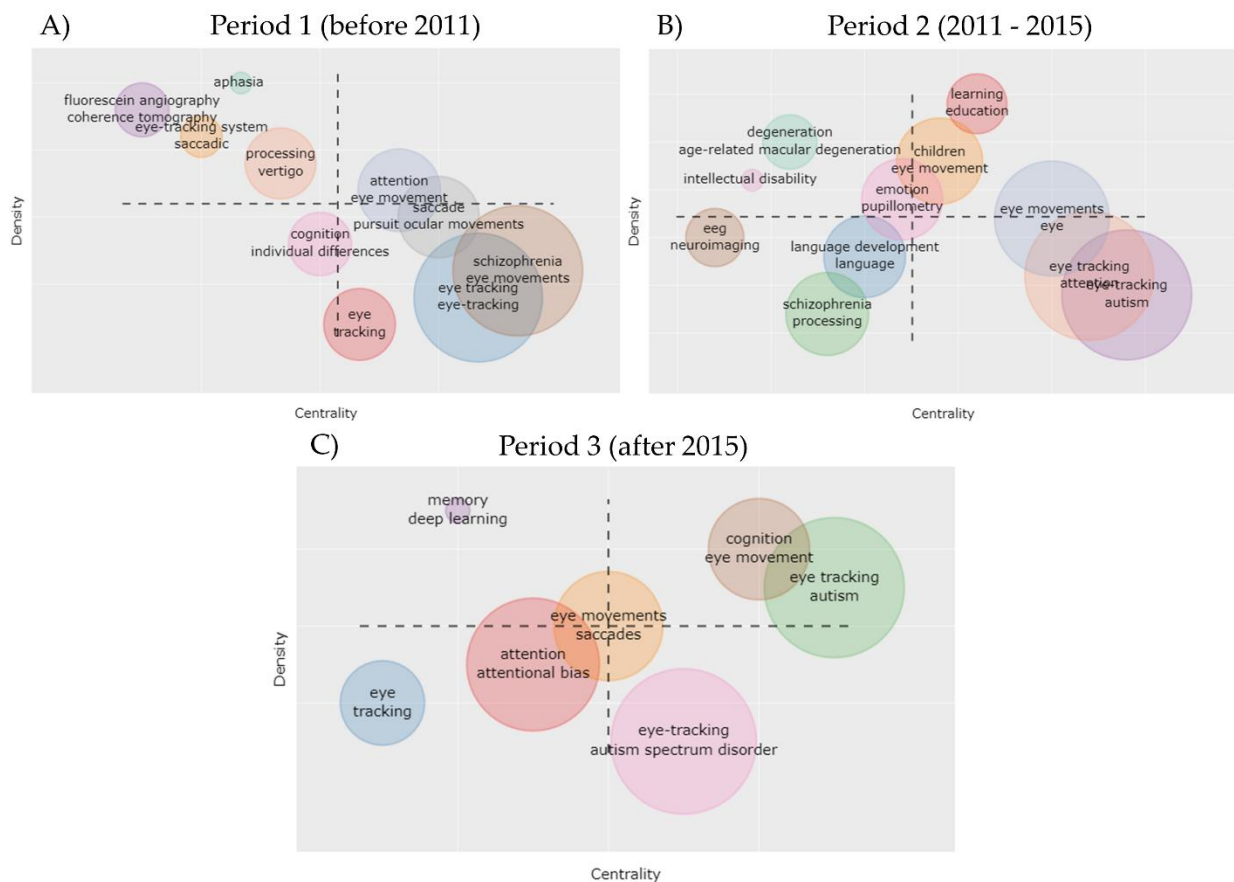 A)
Period 1 (before 2011)
aphasia
fluorescein angiography
coherence tomography
eye-tracking system
saccadic
processing
vertigo
attention
eye movement
saccade
pursuit ocular movements
cognition
individual differences
schizophrenia
eye movements
eye tracking
eye-tracking
eye
tracking
Density
Centrality
B)
Period 2 (2011 - 2015)
learning
education
degeneration
age-related macular degeneration
children
eye movement
intellectual disability
emotion
pupillometry
eye movements
eye
eeg
neuroimaging
language development
language
eye tracking
attention
eye-tracking
autism
schizophrenia
processing
Density
Centrality
C)
Period 3 (after 2015)
memory
deep learning
cognition
eye movement
eye tracking
autism
eye movements
saccades
attention
attentional bias
eye
tracking
eye-tracking
autism spectrum disorder
Density
Centrality